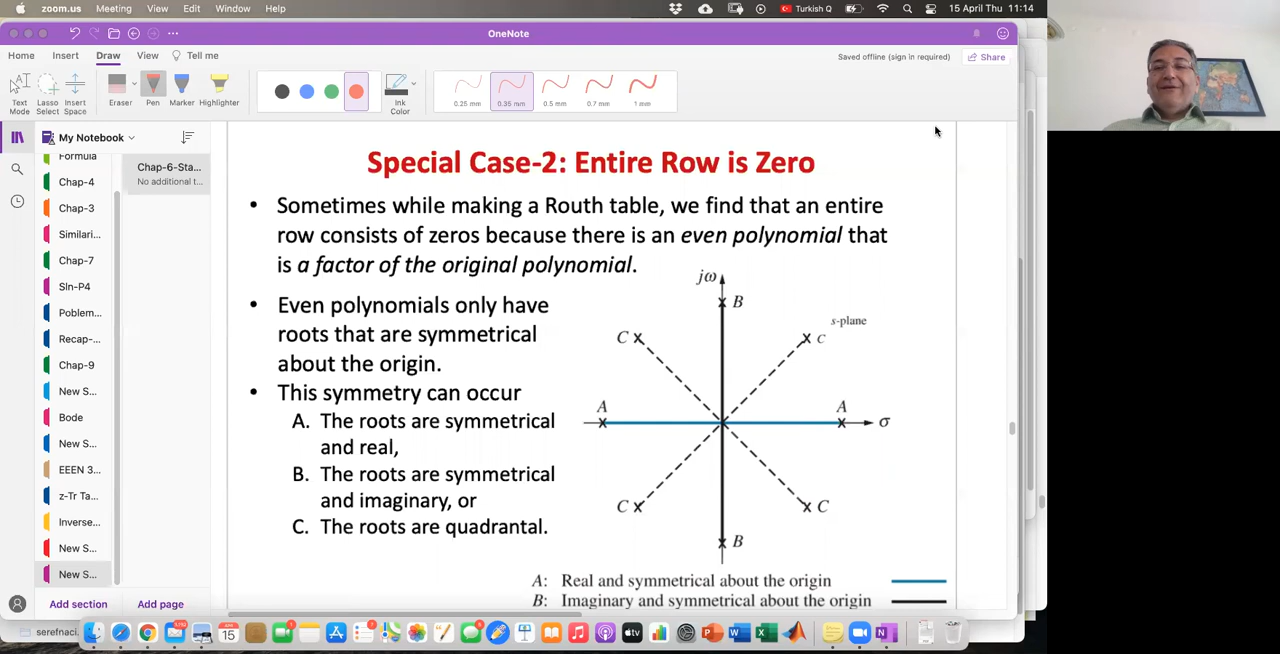 zoom.us Meeting View Edit Window Help Turkish Q 15 April Thu 11:14
OneNote
Home Insert Draw View Tell me Saved offline (sign in required) Share
Text Mode Lasso Select Insert Space Eraser Pen Marker Highlighter Ink Color 0.25 mm 0.35 mm 0.5 mm 0.7 mm 1 mm
My Notebook
Formula
Chap-4
Chap-3
Similari...
Chap-7
Sln-P4
Poblem...
Recap-...
Chap-9
New S...
Bode
New S...
EEEN 3...
z-Tr Ta...
Inverse...
New S...
New S...
Add section Add page
Chap-6-Sta...
No additional t...
Special Case-2: Entire Row is Zero
• Sometimes while making a Routh table, we find that an entire
row consists of zeros because there is an even polynomial that
is a factor of the original polynomial.
• Even polynomials only have
roots that are symmetrical
about the origin.
• This symmetry can occur
A. The roots are symmetrical
and real,
B. The roots are symmetrical
and imaginary, or
C. The roots are quadrantal.
jω
B
s-plane
C
C
A
A
σ
C
C
B
A: Real and symmetrical about the origin
B: Imaginary and symmetrical about the origin
serefnaci.
APR
15
tv